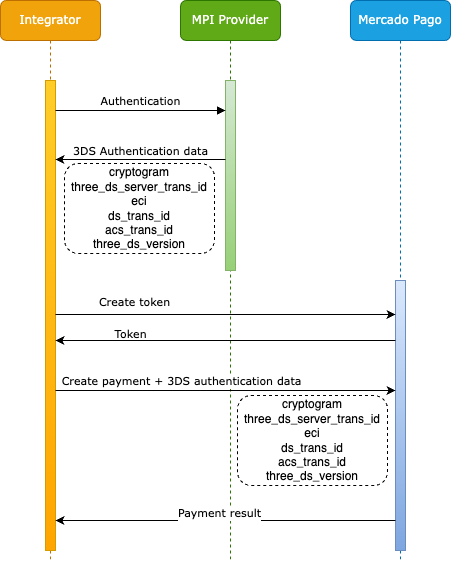 Integrator
MPI Provider
Mercado Pago
Authentication
3DS Authentication data
cryptogram
three_ds_server_trans_id
eci
ds_trans_id
acs_trans_id
three_ds_version
Create token
Token
Create payment + 3DS authentication data
cryptogram
three_ds_server_trans_id
eci
ds_trans_id
acs_trans_id
three_ds_version
Payment result